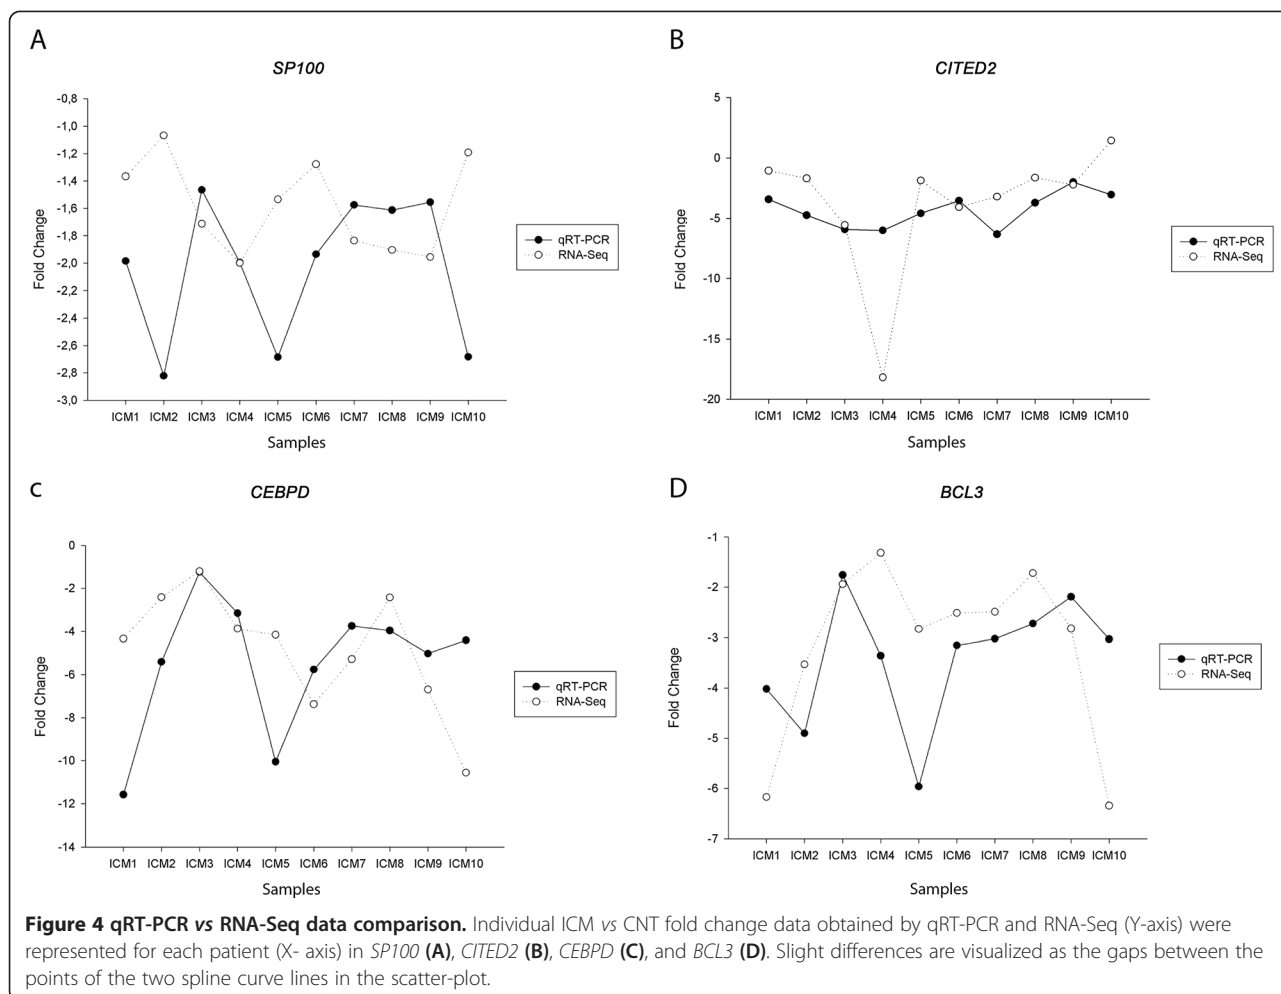 A
SP100
-0,8
-1,0
-1,2
-1,4
-1,6
-1,8
-2,0
-2,2
-2,4
-2,6
-2,8
-3,0
Fold Change
ICM1 ICM2 ICM3 ICM4 ICM5 ICM6 ICM7 ICM8 ICM9 ICM10
Samples
qRT-PCR
RNA-Seq
B
CITED2
5
0
-5
-10
-15
-20
Fold Change
ICM1 ICM2 ICM3 ICM4 ICM5 ICM6 ICM7 ICM8 ICM9 ICM10
Samples
qRT-PCR
RNA-Seq
C
CEBPD
0
-2
-4
-6
-8
-10
-12
-14
Fold Change
ICM1 ICM2 ICM3 ICM4 ICM5 ICM6 ICM7 ICM8 ICM9 ICM10
Samples
qRT-PCR
RNA-Seq
D
BCL3
-1
-2
-3
-4
-5
-6
-7
Fold Change
ICM1 ICM2 ICM3 ICM4 ICM5 ICM6 ICM7 ICM8 ICM9 ICM10
Samples
qRT-PCR
RNA-Seq
Figure 4 qRT-PCR vs RNA-Seq data comparison. Individual ICM vs CNT fold change data obtained by qRT-PCR and RNA-Seq (Y-axis) were
represented for each patient (X- axis) in SP100 (A), CITED2 (B), CEBPD (C), and BCL3 (D). Slight differences are visualized as the gaps between the
points of the two spline curve lines in the scatter-plot.